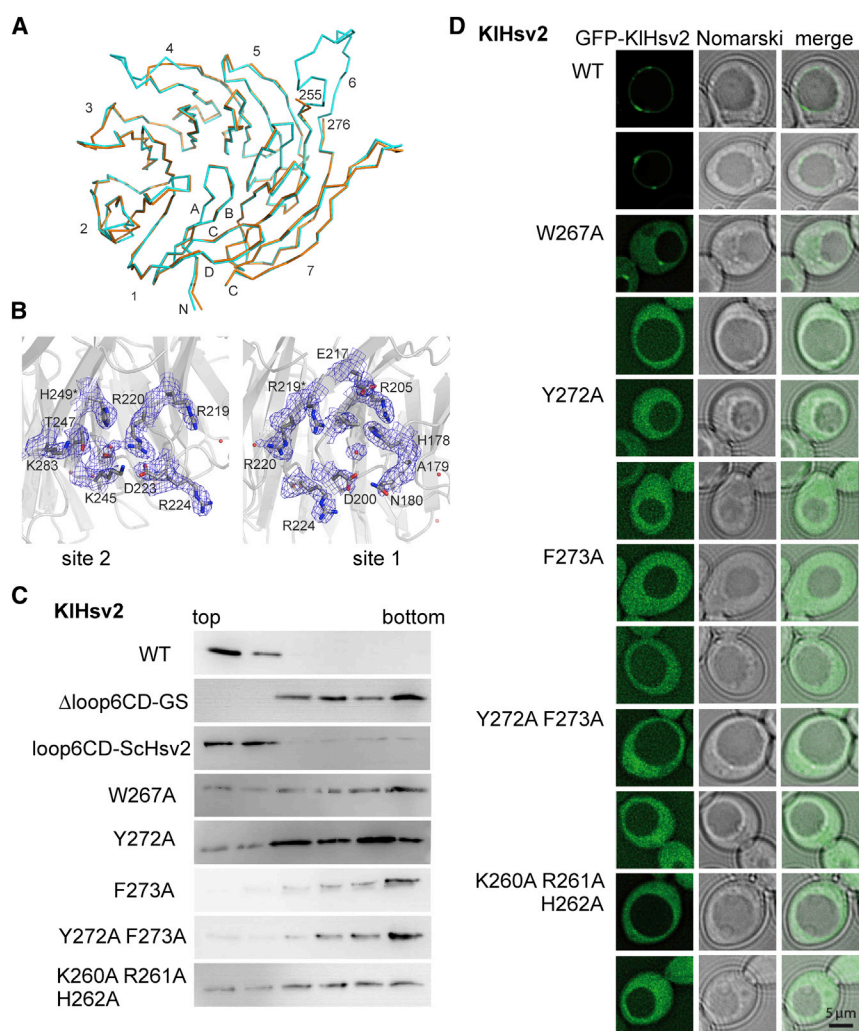 A
4
5
6
3
255
276
A
B
2
C
D
7
1
C
N
B
H249*
R220
T247
R219
K283
K245
D223
R224
site 2
E217
R219*
R205
H178
A179
R220
D200
N180
R224
site 1
C
KlHsv2
top
bottom
WT
Δloop6CD-GS
loop6CD-ScHsv2
W267A
Y272A
F273A
Y272A F273A
K260A R261A
H262A
D
KlHsv2
GFP-KlHsv2 Nomarski merge
WT
W267A
Y272A
F273A
Y272A F273A
K260A R261A
H262A
5 µm